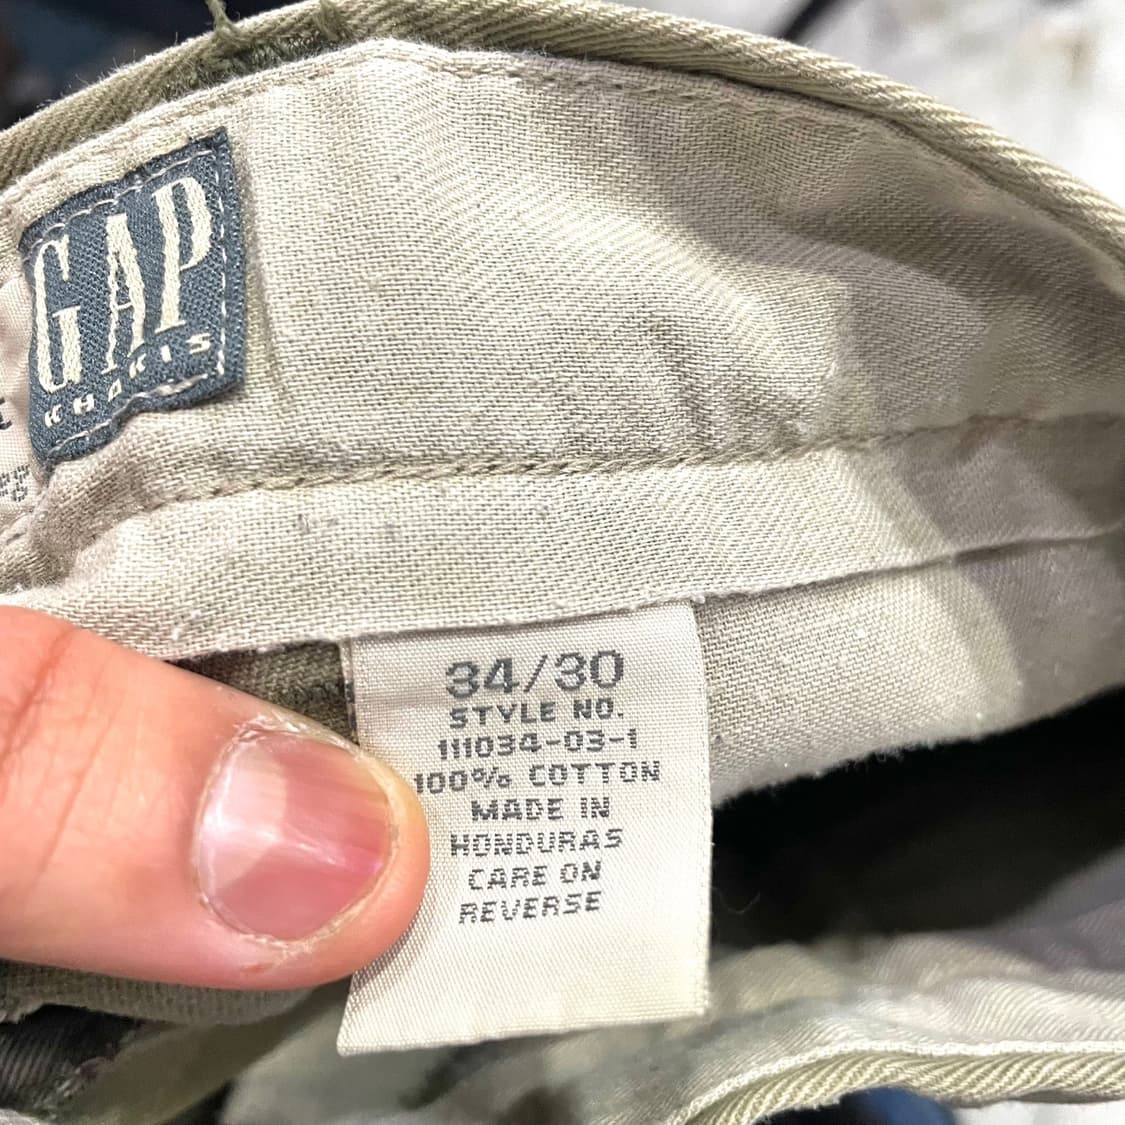 GAP
KHAKIS
34/30
STYLE NO.
111034-03-1
100% COTTON
MADE IN
HONDURAS
CARE ON
REVERSE